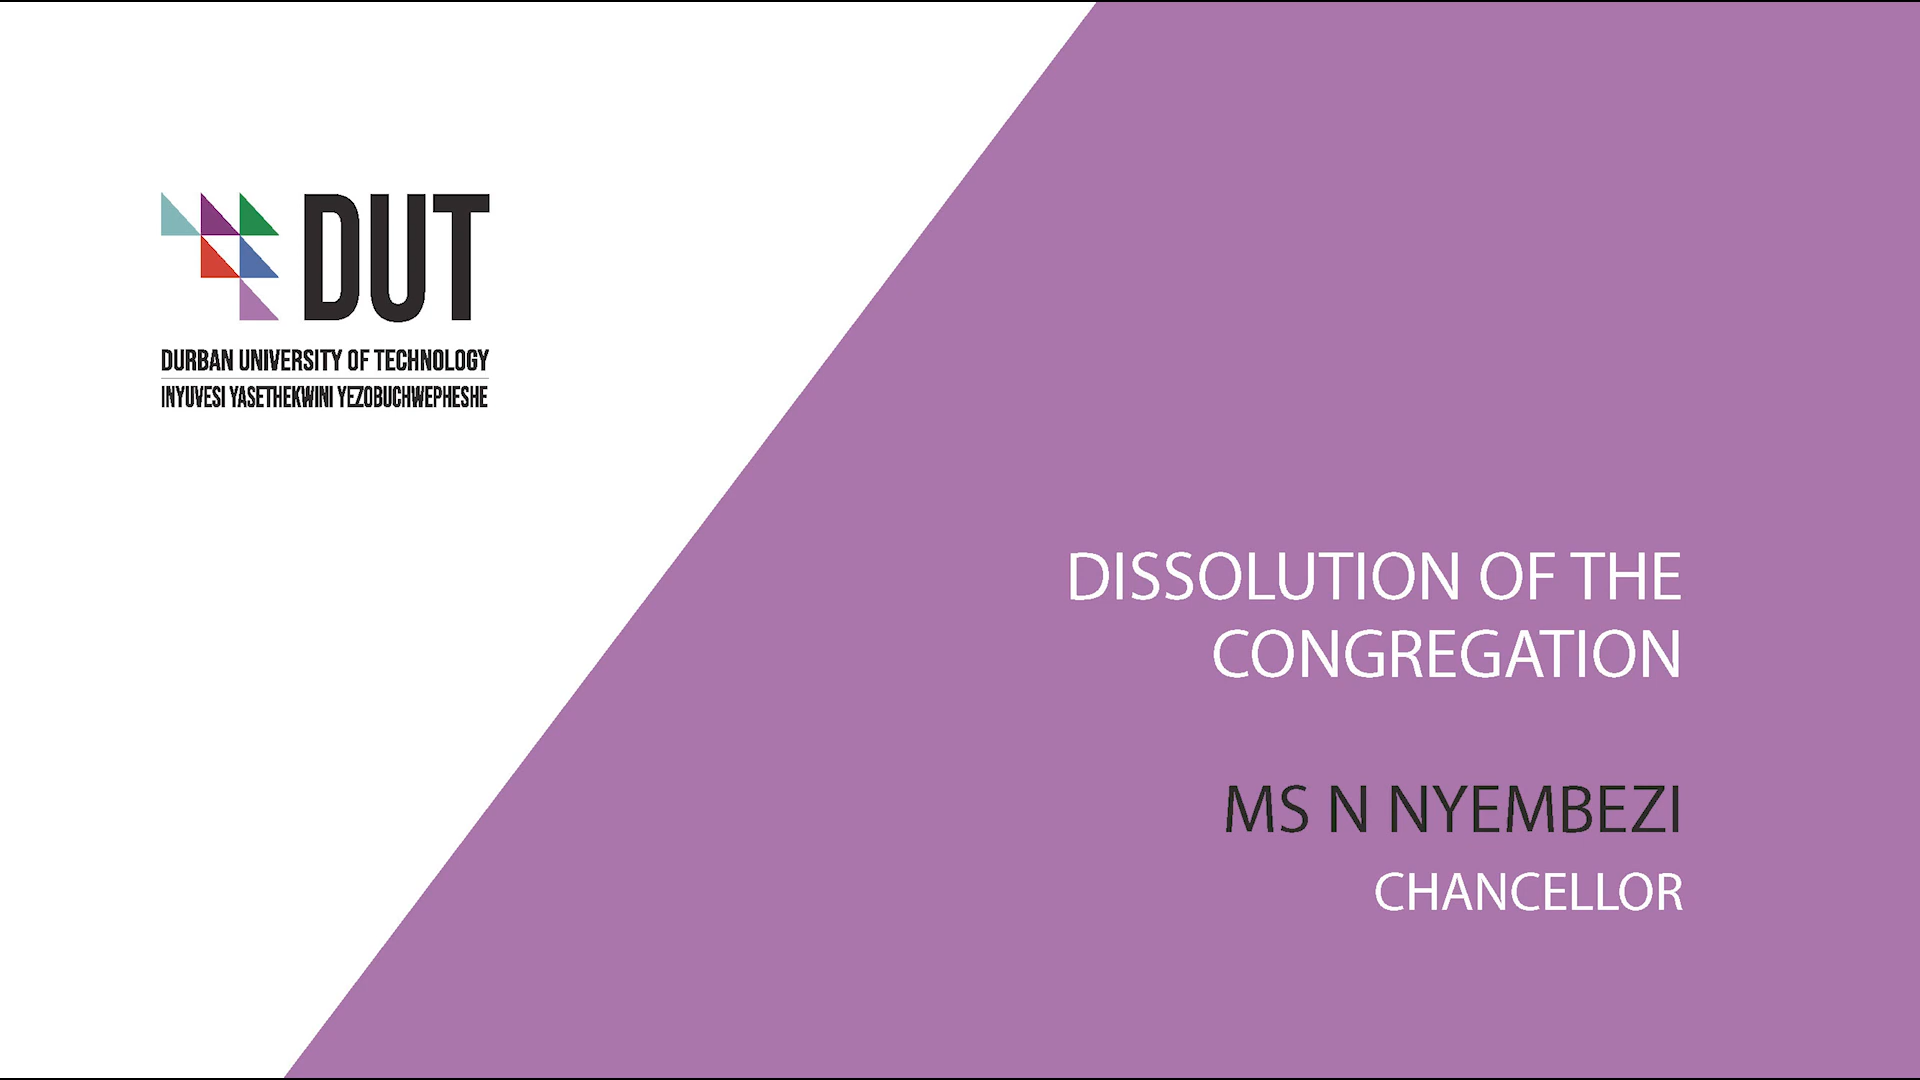 DUT
DURBAN UNIVERSITY OF TECHNOLOGY
INYUVESI YASETHEKWINI YEZOBUCHWEPHESHE
DISSOLUTION OF THE
CONGREGATION
MS N NYEMBEZI
CHANCELLOR